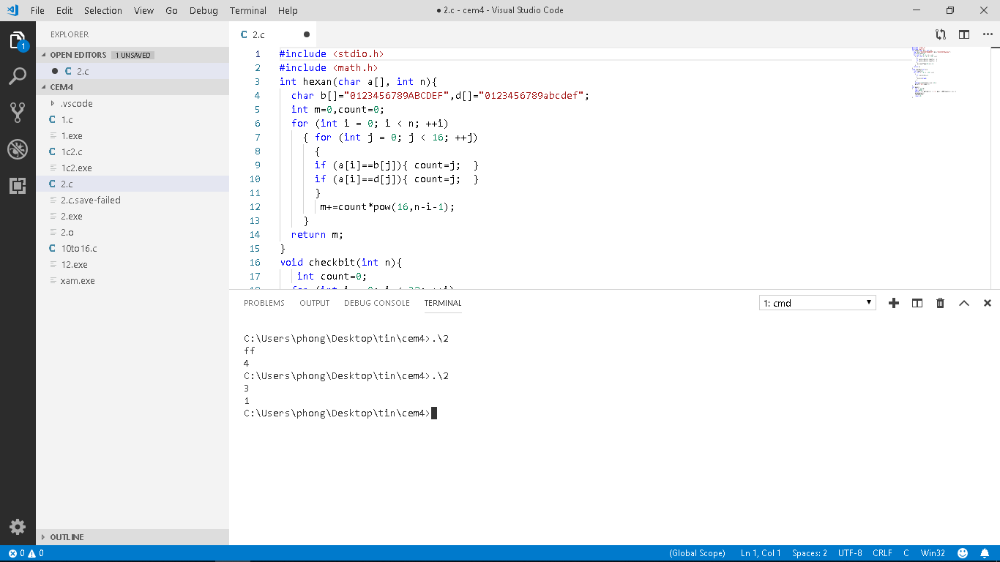 File Edit Selection View Go Debug Terminal Help ● 2.c - cem4 - Visual Studio Code
EXPLORER
OPEN EDITORS 1 UNSAVED
● C 2.c
CEM4
.vscode
C 1.c
1.exe
C 1c2.c
1c2.exe
C 2.c
2.c.save-failed
2.exe
2.o
C 10to16.c
12.exe
xam.exe
OUTLINE
1
C 2.c ●
1 #include <stdio.h>
2 #include <math.h>
3 int hexan(char a[], int n){
4 char b[]="0123456789ABCDEF",d[]="0123456789abcdef";
5 int m=0,count=0;
6 for (int i = 0; i < n; ++i)
7 { for (int j = 0; j < 16; ++j)
8 {
9 if (a[i]==b[j]){ count=j; }
10 if (a[i]==d[j]){ count=j; }
11 }
12 m+=count*pow(16,n-i-1);
13 }
14 return m;
15 }
16 void checkbit(int n){
17 int count=0;
18 for (int i = 0; i < 32; ++i)
PROBLEMS OUTPUT DEBUG CONSOLE TERMINAL 1: cmd
C:\Users\phong\Desktop\tin\cem4>.\2
ff
4
C:\Users\phong\Desktop\tin\cem4>.\2
3
1
C:\Users\phong\Desktop\tin\cem4>
0 0 (Global Scope) Ln 1, Col 1 Spaces: 2 UTF-8 CRLF C Win32